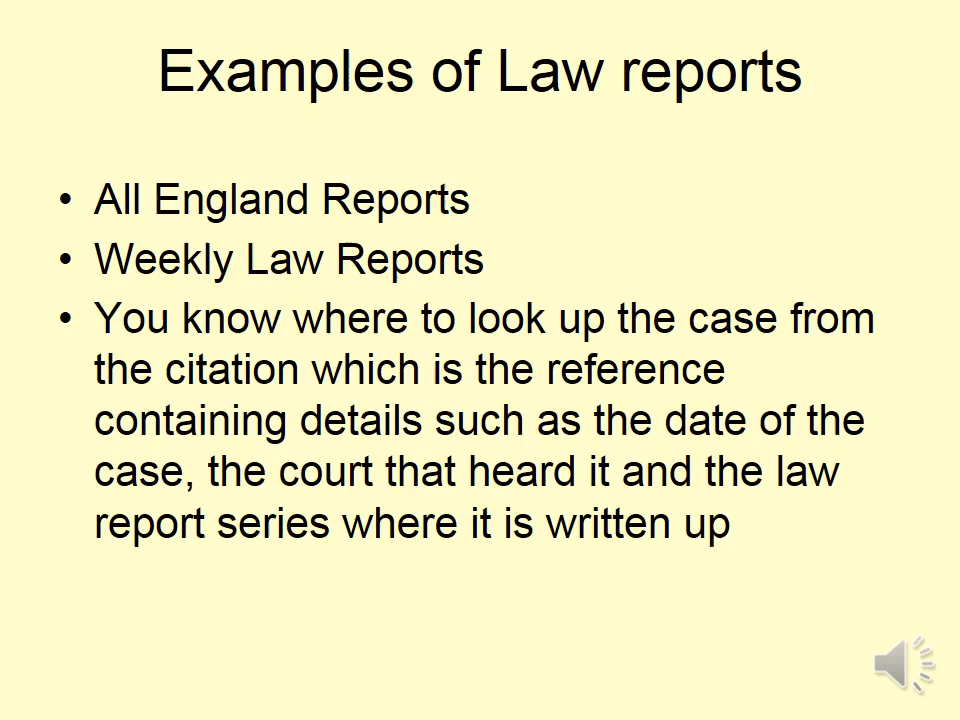 Examples of Law reports
• All England Reports
• Weekly Law Reports
• You know where to look up the case from
the citation which is the reference
containing details such as the date of the
case, the court that heard it and the law
report series where it is written up